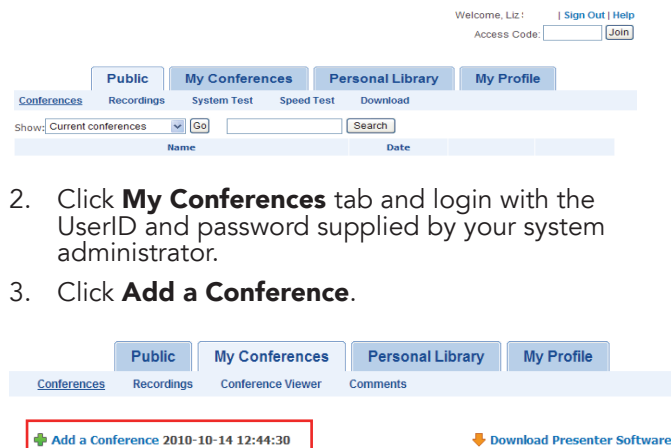 Welcome, Liz | Sign Out | Help
Access Code: Join
Public My Conferences Personal Library My Profile
Conferences Recordings System Test Speed Test Download
Show: Current conferences Go Search
Name Date
2. Click My Conferences tab and login with the
UserID and password supplied by your system
administrator.
3. Click Add a Conference.
Public My Conferences Personal Library My Profile
Conferences Recordings Conference Viewer Comments
Add a Conference 2010-10-14 12:44:30 Download Presenter Software